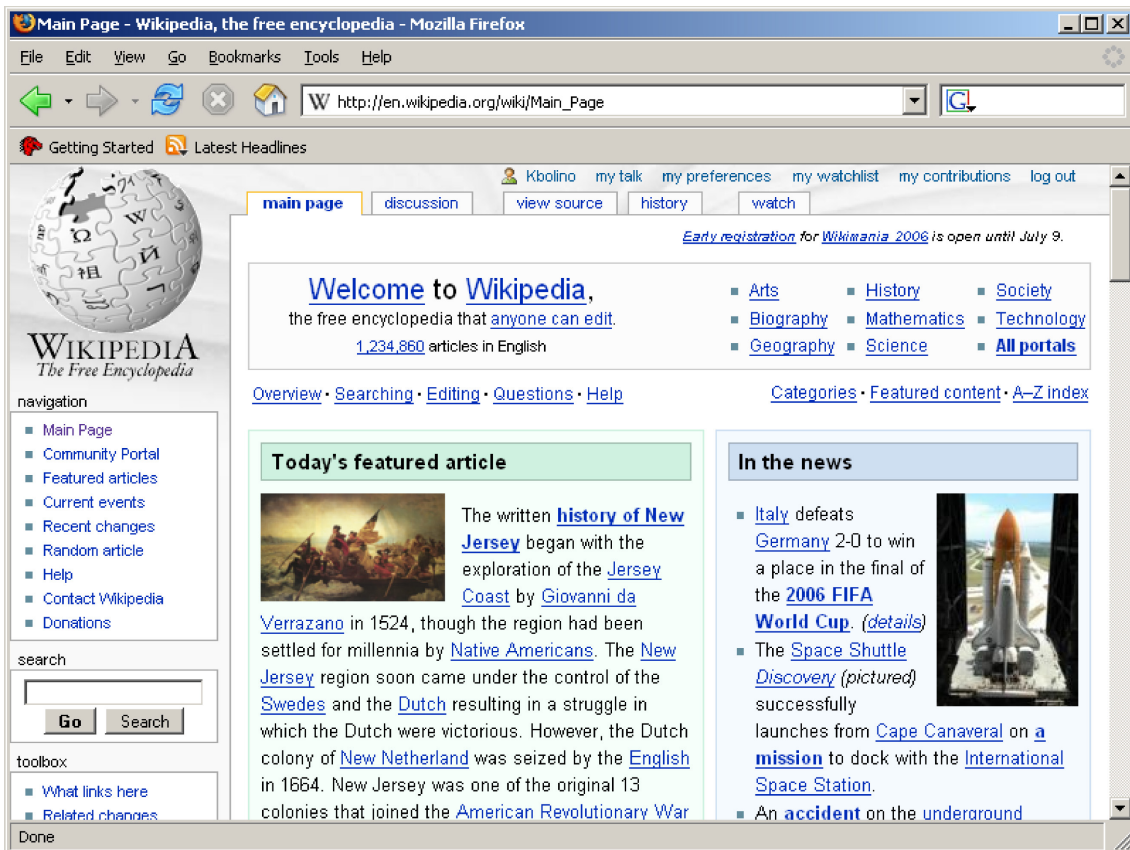 Main Page - Wikipedia, the free encyclopedia - Mozilla Firefox
File Edit View Go Bookmarks Tools Help
W http://en.wikipedia.org/wiki/Main_Page
G
Getting Started Latest Headlines
Kbolino my talk my preferences my watchlist my contributions log out
main page discussion view source history watch
Early registration for Wikimania 2006 is open until July 9.
W
Ω
И
祖
WIKIPEDIA
The Free Encyclopedia
navigation
Main Page
Community Portal
Featured articles
Current events
Recent changes
Random article
Help
Contact Wikipedia
Donations
search
Go Search
toolbox
What links here
Related changes
Welcome to Wikipedia,
the free encyclopedia that anyone can edit.
1,234,860 articles in English
Arts History Society
Biography Mathematics Technology
Geography Science All portals
Overview · Searching · Editing · Questions · Help
Categories · Featured content · A–Z index
Today's featured article
The written history of New
Jersey began with the
exploration of the Jersey
Coast by Giovanni da
Verrazano in 1524, though the region had been
settled for millennia by Native Americans. The New
Jersey region soon came under the control of the
Swedes and the Dutch resulting in a struggle in
which the Dutch were victorious. However, the Dutch
colony of New Netherland was seized by the English
in 1664. New Jersey was one of the original 13
colonies that joined the American Revolutionary War
In the news
Italy defeats
Germany 2-0 to win
a place in the final of
the 2006 FIFA
World Cup. (details)
The Space Shuttle
Discovery (pictured)
successfully
launches from Cape Canaveral on a
mission to dock with the International
Space Station.
An accident on the underground
Done